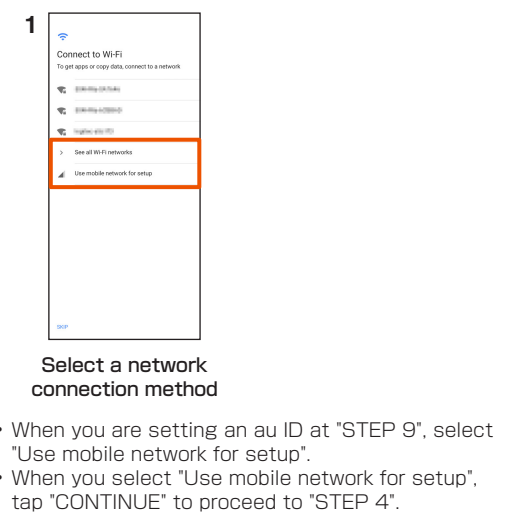 1
Connect to Wi-Fi
To get apps or copy data, connect to a network
See all Wi-Fi networks
Use mobile network for setup
SKIP
Select a network
connection method
• When you are setting an au ID at "STEP 9", select
"Use mobile network for setup".
• When you select "Use mobile network for setup",
tap "CONTINUE" to proceed to "STEP 4".